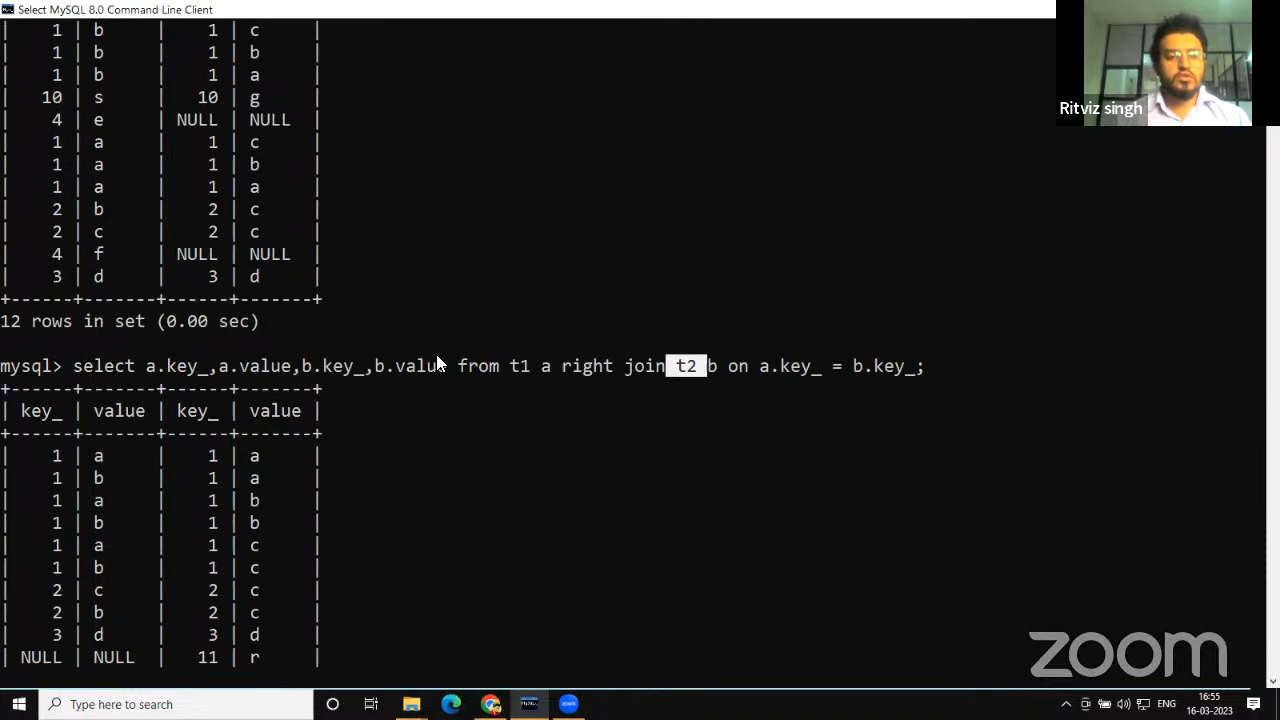 Select MySQL 8.0 Command Line Client
| 1 | b | 1 | c |
| 1 | b | 1 | b |
| 1 | b | 1 | a |
| 10 | s | 10 | g |
| 4 | e | NULL | NULL |
| 1 | a | 1 | c |
| 1 | a | 1 | b |
| 1 | a | 1 | a |
| 2 | b | 2 | c |
| 2 | c | 2 | c |
| 4 | f | NULL | NULL |
| 3 | d | 3 | d |
+------+-------+------+-------+
12 rows in set (0.00 sec)
mysql> select a.key_,a.value,b.key_,b.value from t1 a right join t2 b on a.key_ = b.key_;
+------+-------+------+-------+
| key_ | value | key_ | value |
+------+-------+------+-------+
| 1 | a | 1 | a |
| 1 | b | 1 | a |
| 1 | a | 1 | b |
| 1 | b | 1 | b |
| 1 | a | 1 | c |
| 1 | b | 1 | c |
| 2 | c | 2 | c |
| 2 | b | 2 | c |
| 3 | d | 3 | d |
| NULL | NULL | 11 | r |
Ritviz singh
zoom
Type here to search
zoom
ENG
16:55
16-03-2023